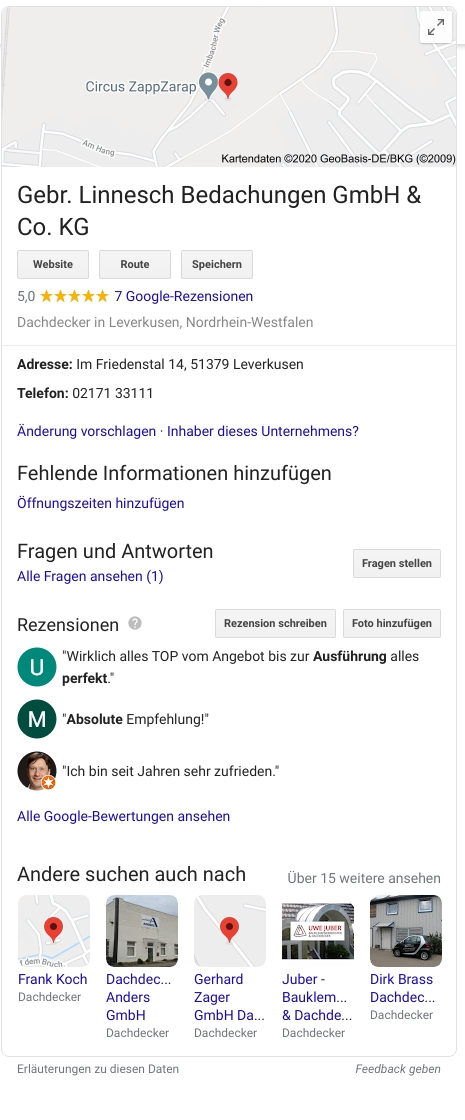 Imbacher Weg
Circus ZappZarap
Am Hang
Kartendaten ©2020 GeoBasis-DE/BKG (©2009)
Gebr. Linnesch Bedachungen GmbH &
Co. KG
Website Route Speichern
5,0 7 Google-Rezensionen
Dachdecker in Leverkusen, Nordrhein-Westfalen
Adresse: Im Friedenstal 14, 51379 Leverkusen
Telefon: 02171 33111
Änderung vorschlagen · Inhaber dieses Unternehmens?
Fehlende Informationen hinzufügen
Öffnungszeiten hinzufügen
Fragen und Antworten
Fragen stellen
Alle Fragen ansehen (1)
Rezensionen ? Rezension schreiben Foto hinzufügen
U "Wirklich alles TOP vom Angebot bis zur Ausführung alles
perfekt."
M "Absolute Empfehlung!"
"Ich bin seit Jahren sehr zufrieden."
Alle Google-Bewertungen ansehen
Andere suchen auch nach Über 15 weitere ansehen
t dem Bruch
UWE JUBER
Frank Koch
Dachdecker
Dachdec...
Anders
GmbH
Dachdecker
Gerhard
Zager
GmbH Da...
Dachdecker
Juber -
Bauklem...
& Dachde...
Dachdecker
Dirk Brass
Dachdec...
Dachdecker
Erläuterungen zu diesen Daten Feedback geben